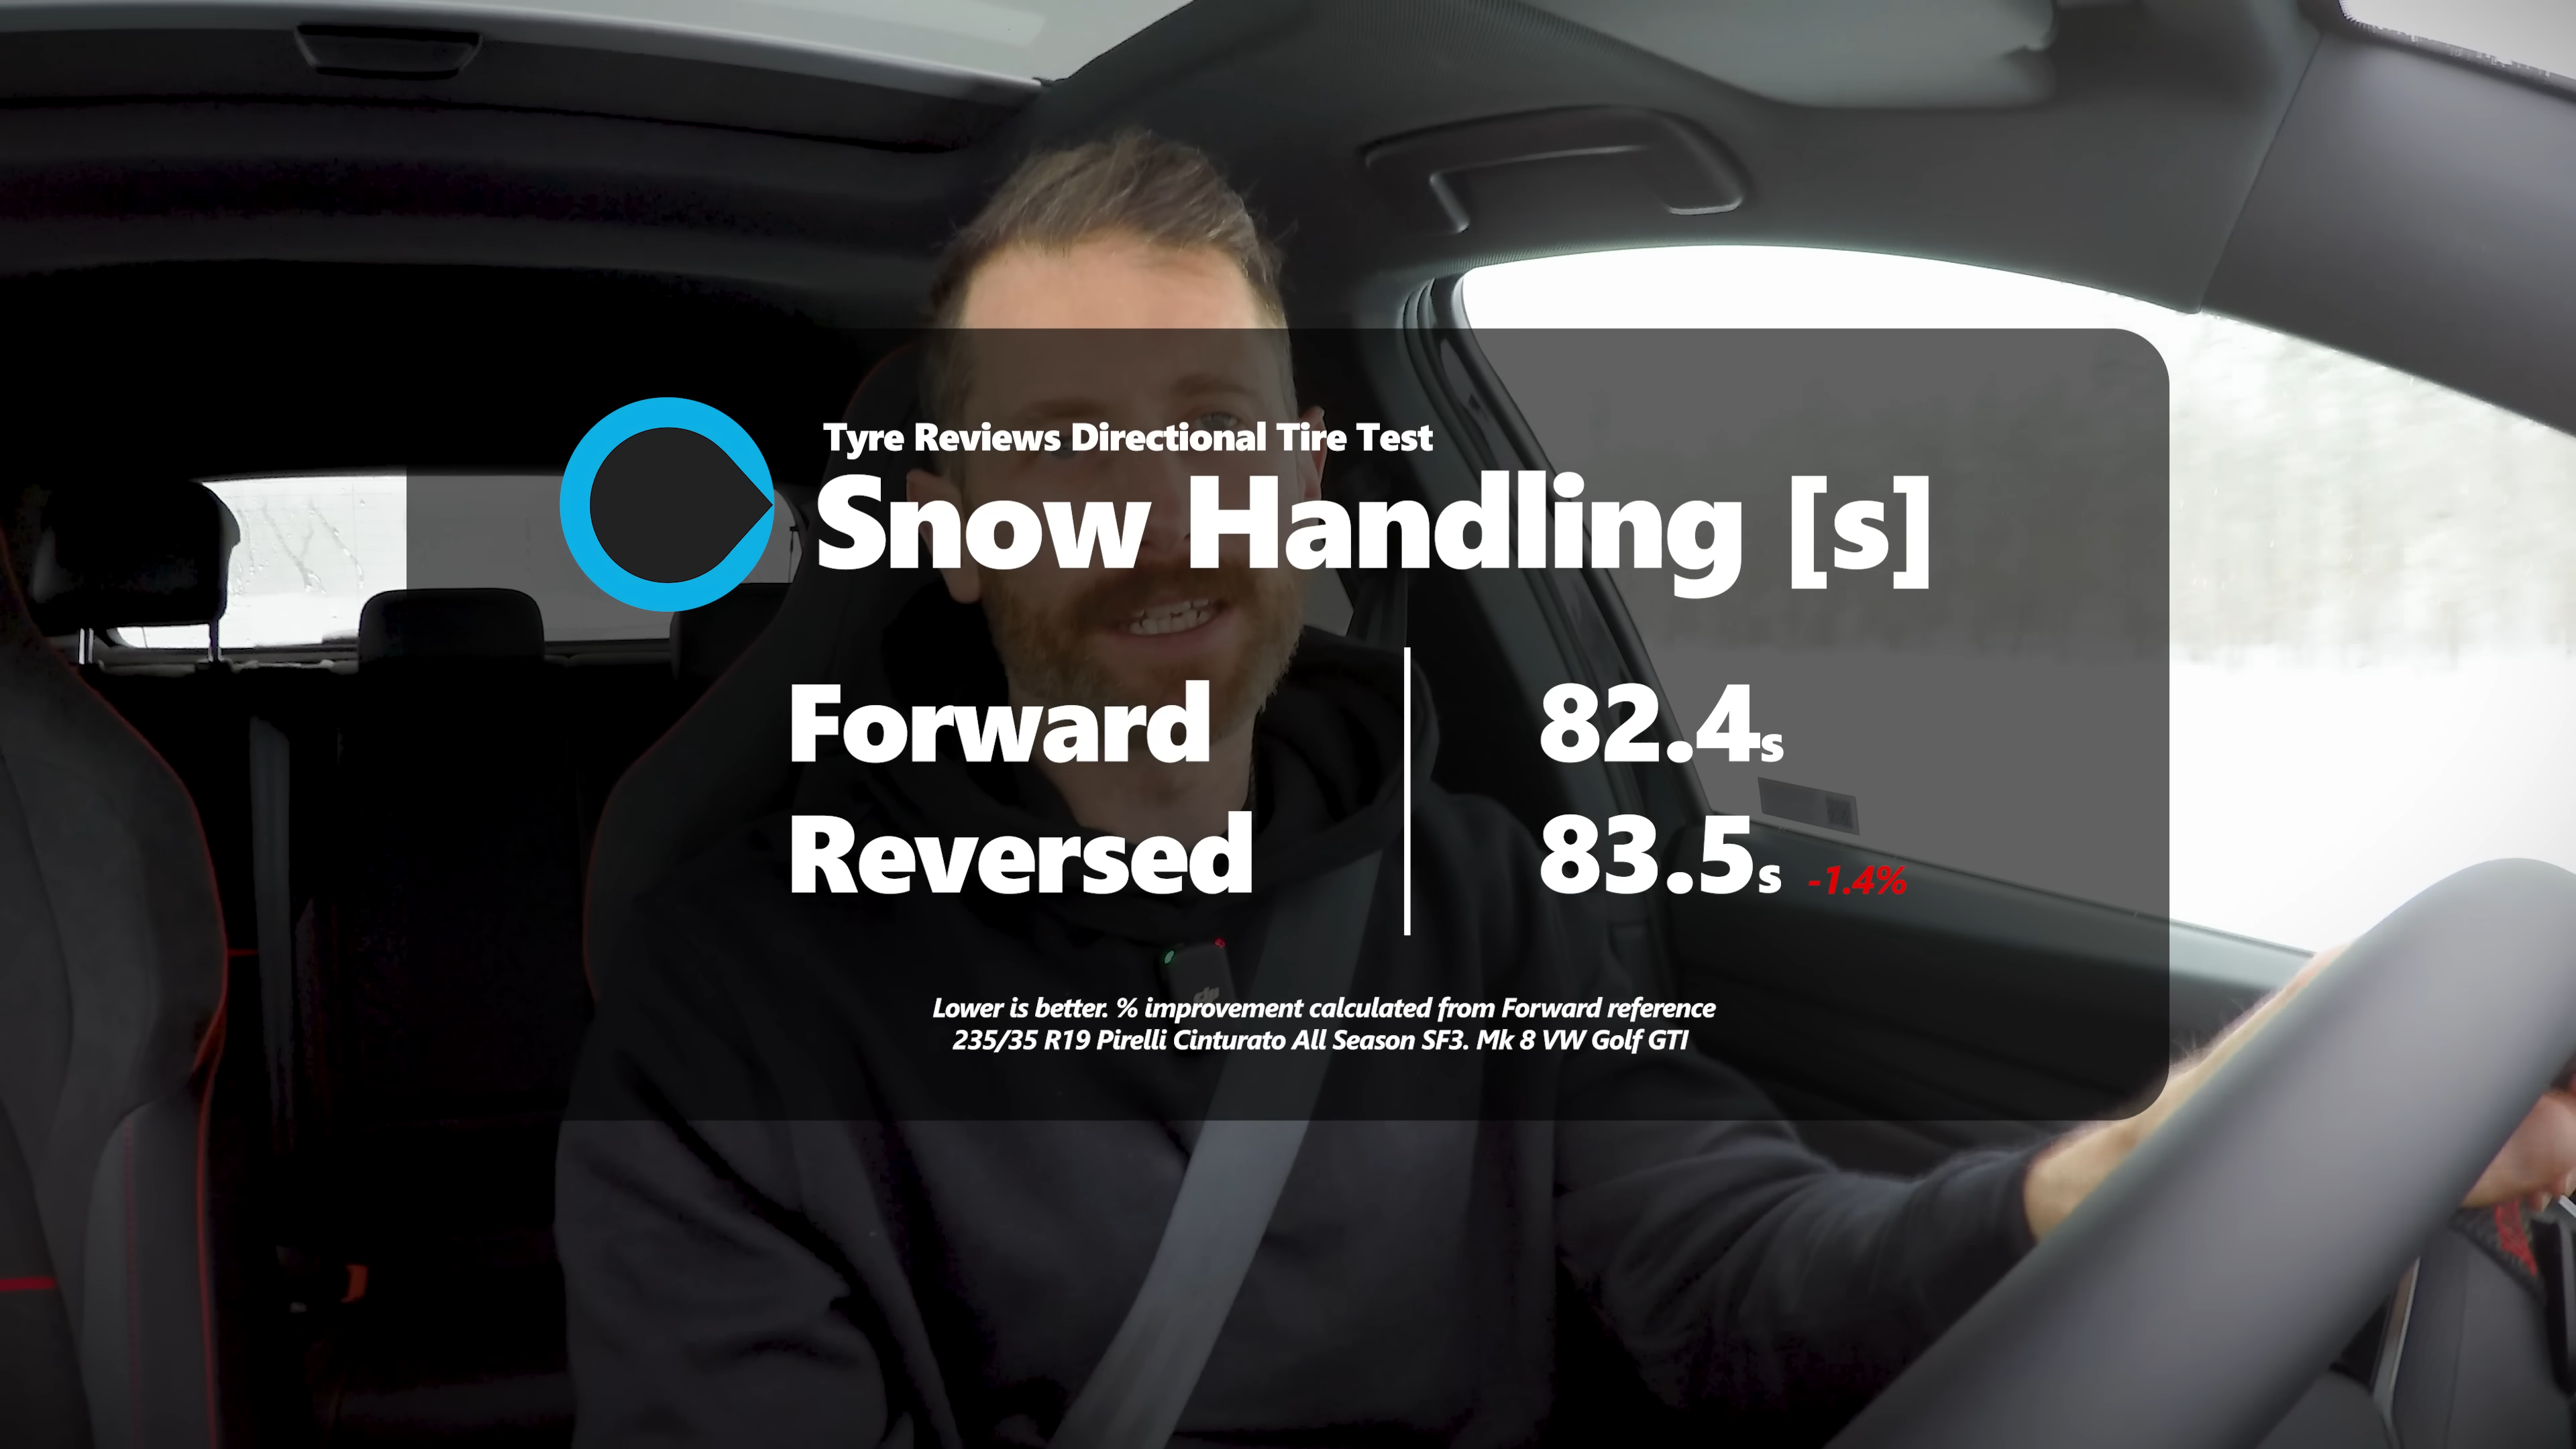 Tyre Reviews Directional Tire Test
Snow Handling [s]
Forward 82.4s
Reversed 83.5s -1.4%
Lower is better. % improvement calculated from Forward reference
235/35 R19 Pirelli Cinturato All Season SF3. Mk 8 VW Golf GTI